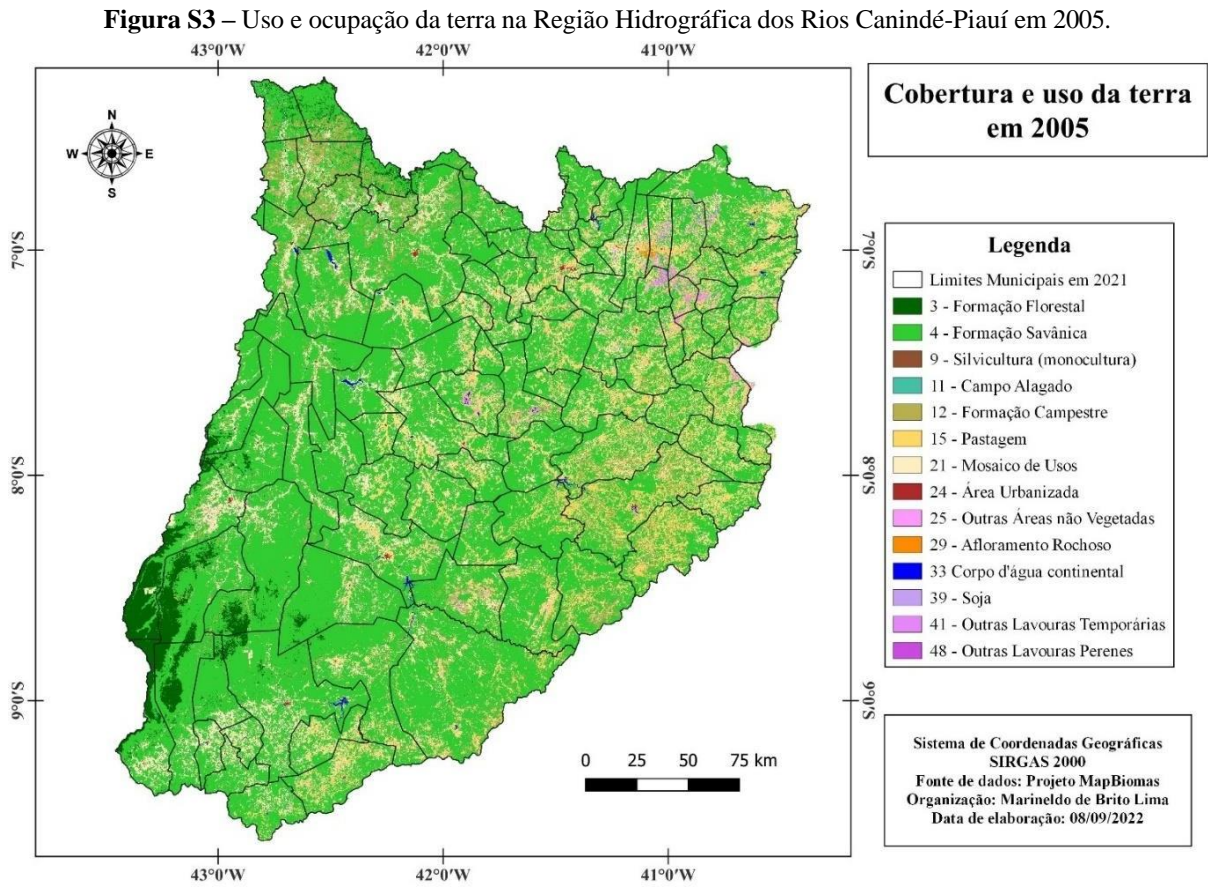 Figura S3 – Uso e ocupação da terra na Região Hidrográfica dos Rios Canindé-Piauí em 2005.
43°0'W 42°0'W 41°0'W
Cobertura e uso da terra
em 2005
N
W E
S
7°0'S 7°0'S
8°0'S 8°0'S
9°0'S 9°0'S
Legenda
Limites Municipais em 2021
3 - Formação Florestal
4 - Formação Savânica
9 - Silvicultura (monocultura)
11 - Campo Alagado
12 - Formação Campestre
15 - Pastagem
21 - Mosaico de Usos
24 - Área Urbanizada
25 - Outras Áreas não Vegetadas
29 - Afloramento Rochoso
33 Corpo d'água continental
39 - Soja
41 - Outras Lavouras Temporárias
48 - Outras Lavouras Perenes
0 25 50 75 km
Sistema de Coordenadas Geográficas
SIRGAS 2000
Fonte de dados: Projeto MapBiomas
Organização: Marineldo de Brito Lima
Data de elaboração: 08/09/2022
43°0'W 42°0'W 41°0'W